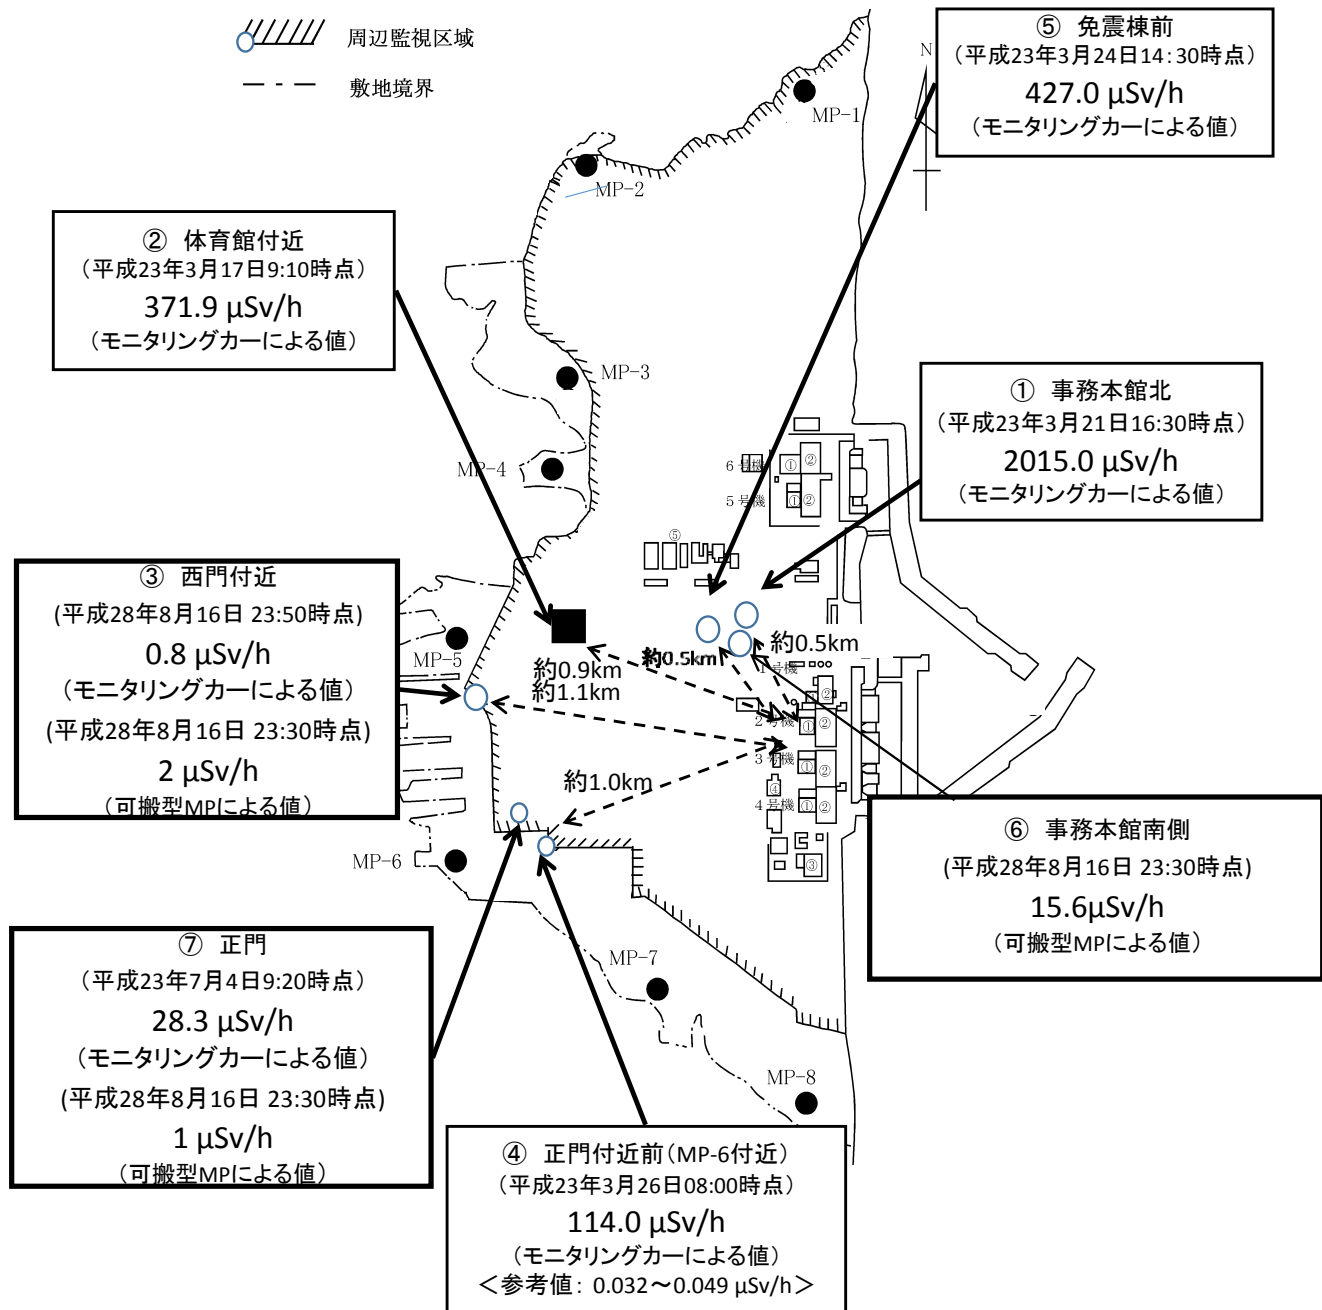 周辺監視区域
敷地境界
⑤ 免震棟前
(平成23年3月24日14:30時点)
427.0 μSv/h
(モニタリングカーによる値)
N
MP-1
MP-2
② 体育館付近
(平成23年3月17日9:10時点)
371.9 μSv/h
(モニタリングカーによる値)
MP-3
① 事務本館北
(平成23年3月21日16:30時点)
2015.0 μSv/h
(モニタリングカーによる値)
MP-4
6号機
①
②
5号機
①
②
⑤
③ 西門付近
(平成28年8月16日 23:50時点)
0.8 μSv/h
(モニタリングカーによる値)
(平成28年8月16日 23:30時点)
2 μSv/h
(可搬型MPによる値)
MP-5
約0.9km
約1.1km
約0.5km
約0.5km
1号機
②
2号機
①
②
3号機
①
②
約1.0km
④
4号機
①
②
③
⑥ 事務本館南側
(平成28年8月16日 23:30時点)
15.6μSv/h
(可搬型MPによる値)
MP-6
⑦ 正門
(平成23年7月4日9:20時点)
28.3 μSv/h
(モニタリングカーによる値)
(平成28年8月16日 23:30時点)
1 μSv/h
(可搬型MPによる値)
MP-7
MP-8
④ 正門付近前(MP-6付近)
(平成23年3月26日08:00時点)
114.0 μSv/h
(モニタリングカーによる値)
<参考値: 0.032～0.049 μSv/h>